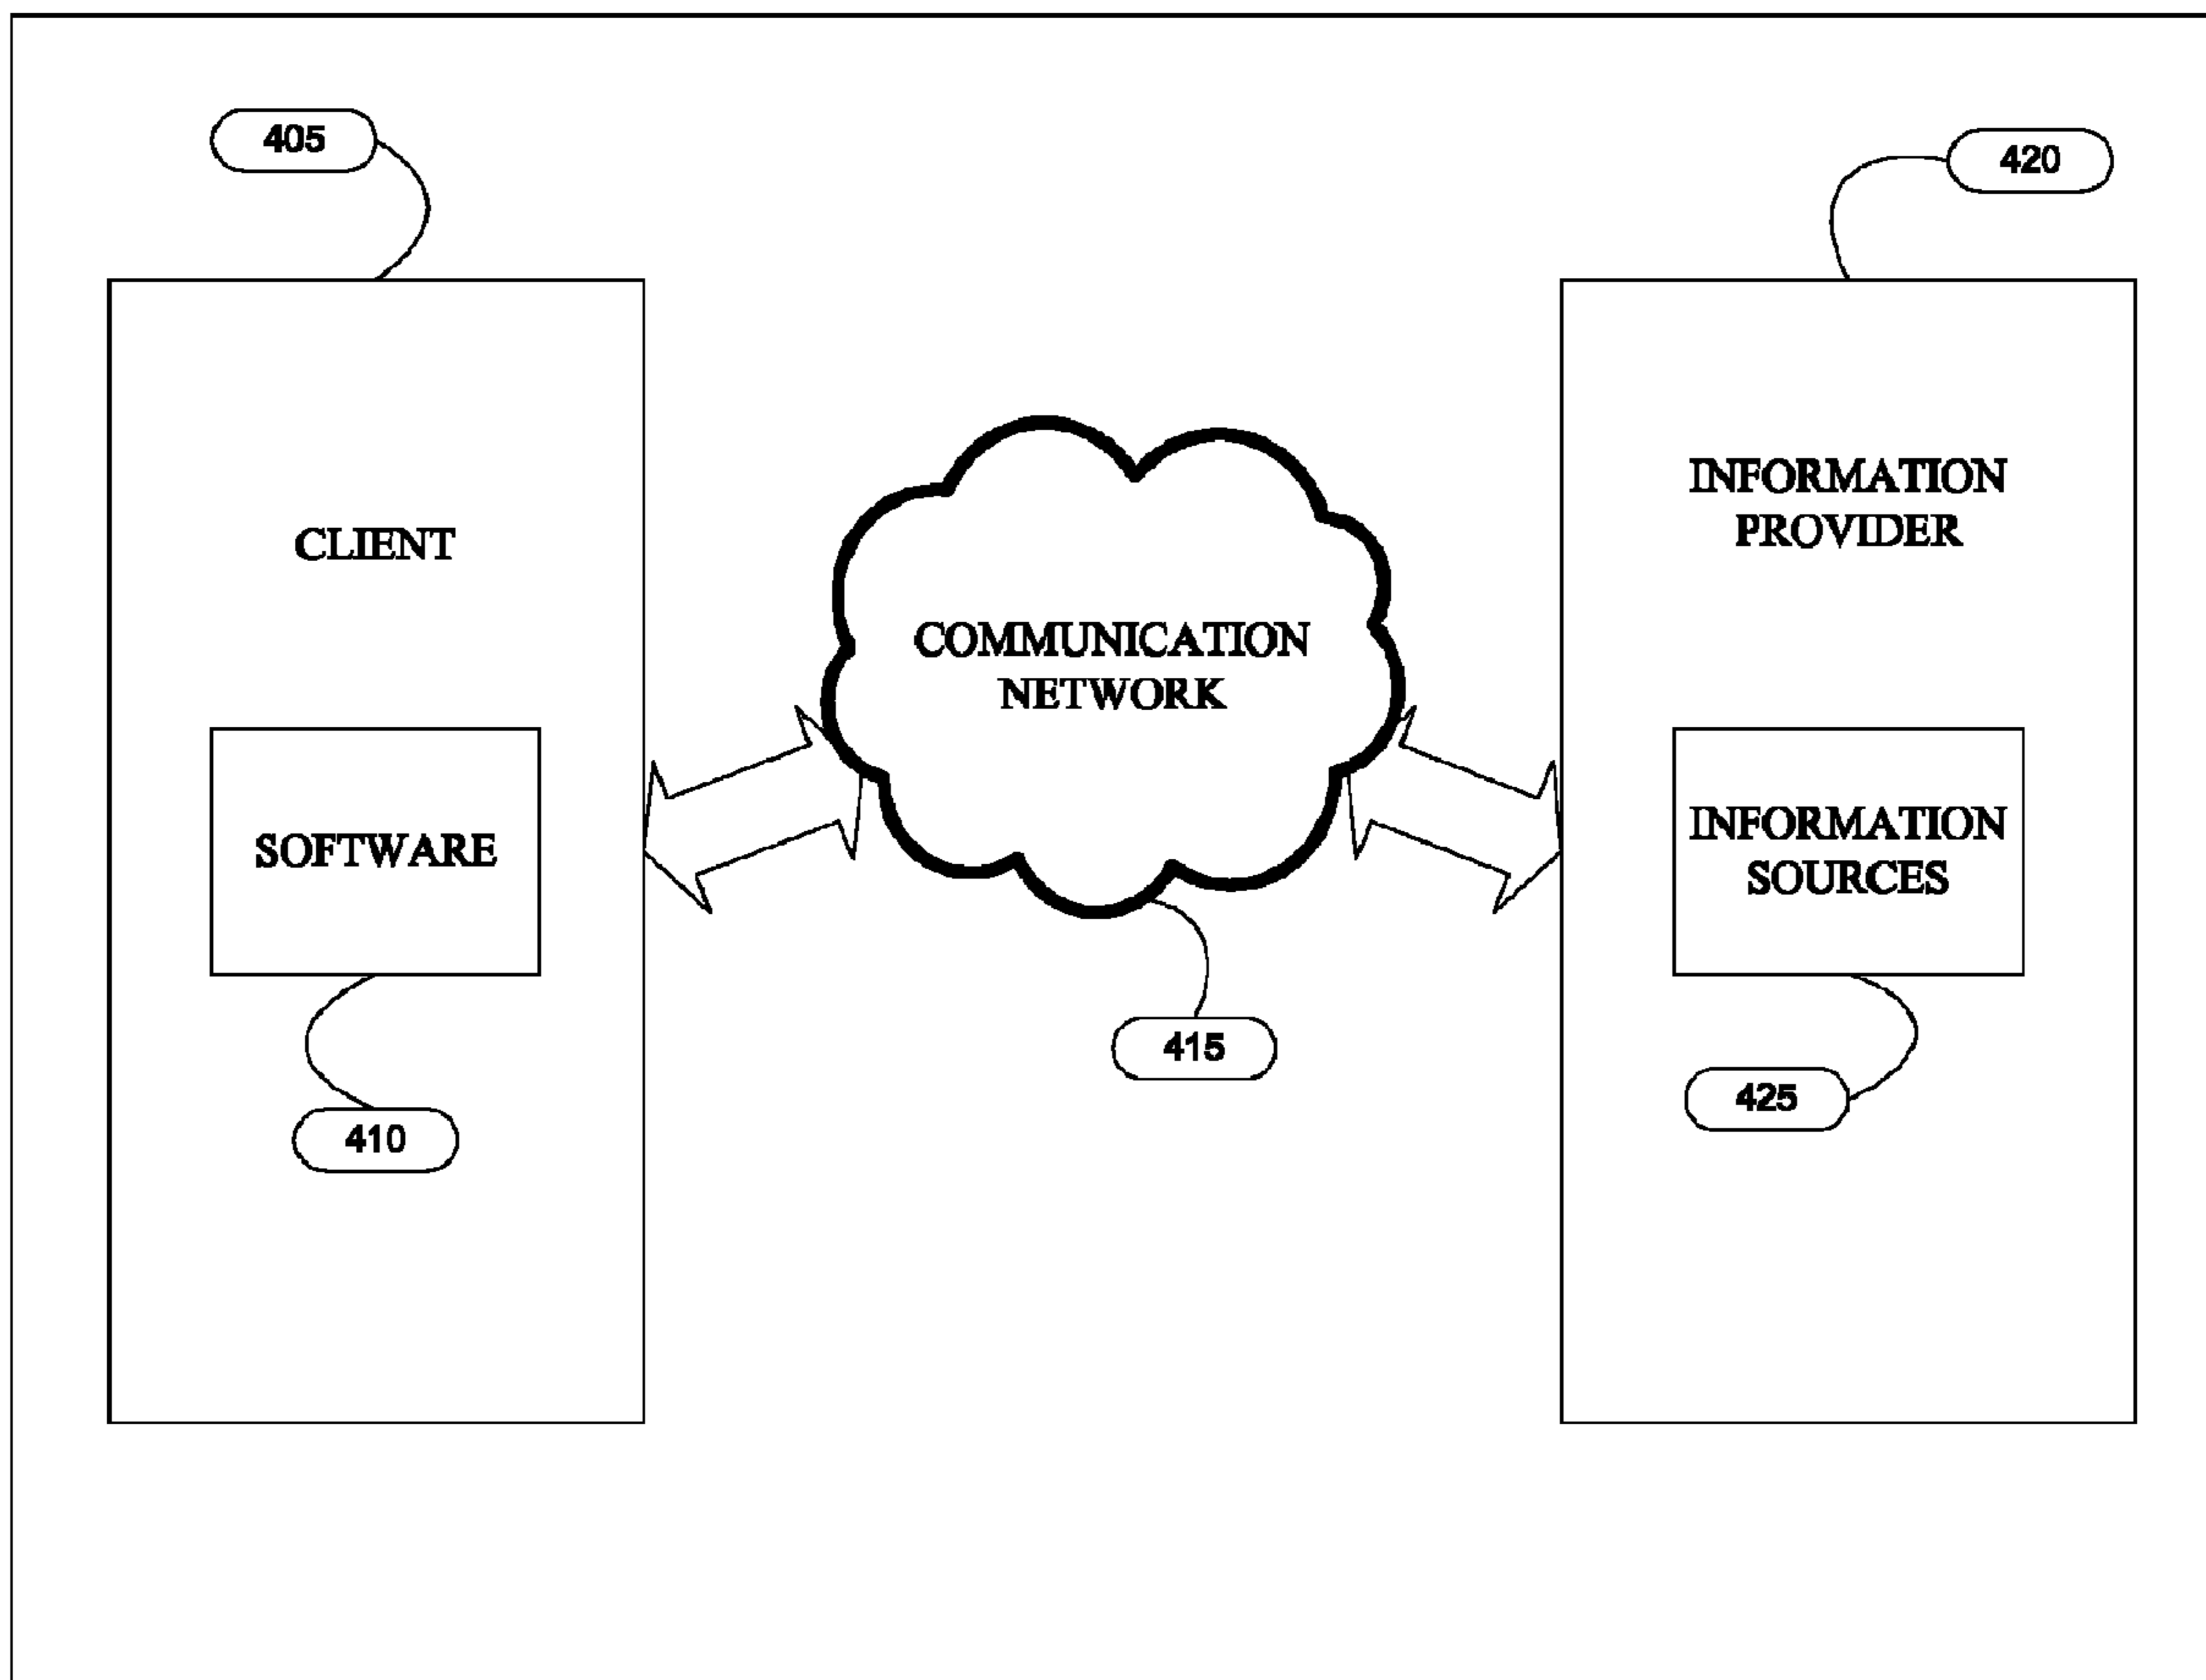 405
420
CLIENT
INFORMATION
PROVIDER
COMMUNICATION
NETWORK
SOFTWARE
INFORMATION
SOURCES
415
425
410